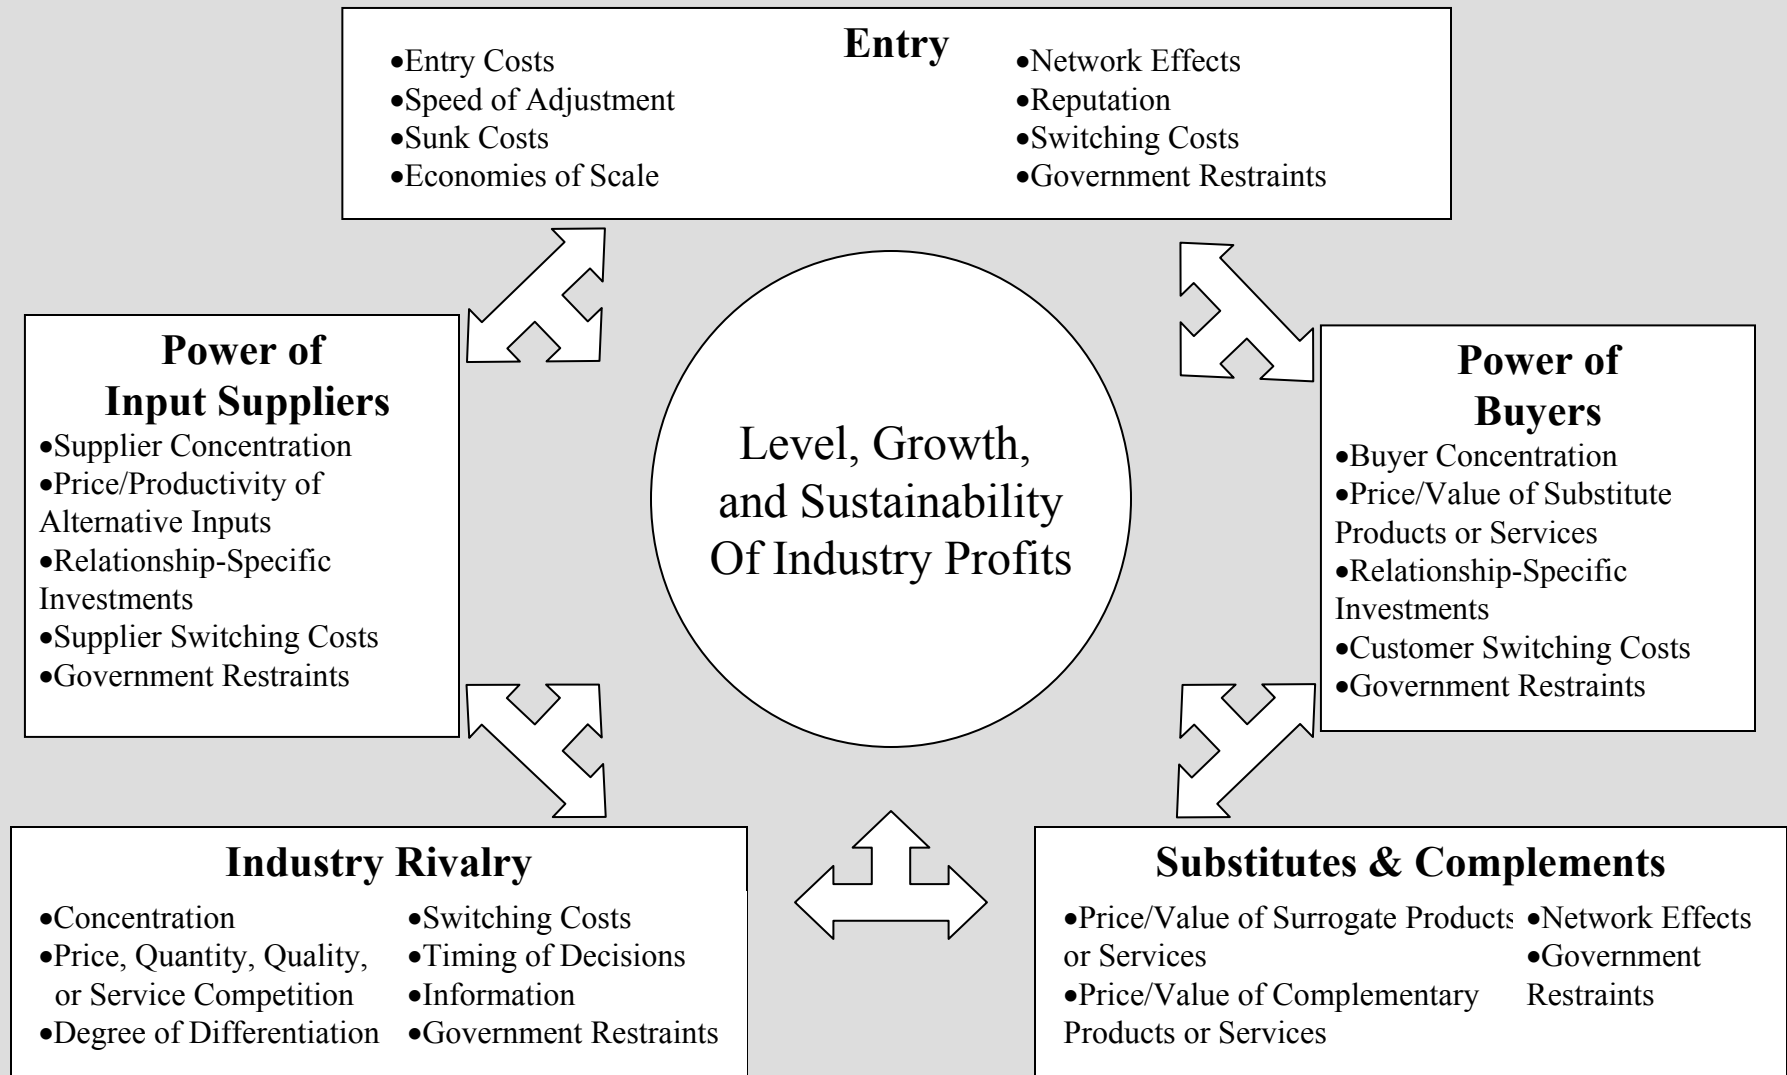 Entry
•Entry Costs
•Speed of Adjustment
•Sunk Costs
•Economies of Scale
•Network Effects
•Reputation
•Switching Costs
•Government Restraints
Power of
Input Suppliers
•Supplier Concentration
•Price/Productivity of
Alternative Inputs
•Relationship-Specific
Investments
•Supplier Switching Costs
•Government Restraints
Level, Growth,
and Sustainability
Of Industry Profits
Power of
Buyers
•Buyer Concentration
•Price/Value of Substitute
Products or Services
•Relationship-Specific
Investments
•Customer Switching Costs
•Government Restraints
Industry Rivalry
•Concentration
•Price, Quantity, Quality,
or Service Competition
•Degree of Differentiation
•Switching Costs
•Timing of Decisions
•Information
•Government Restraints
Substitutes & Complements
•Price/Value of Surrogate Products
or Services
•Price/Value of Complementary
Products or Services
•Network Effects
•Government
Restraints